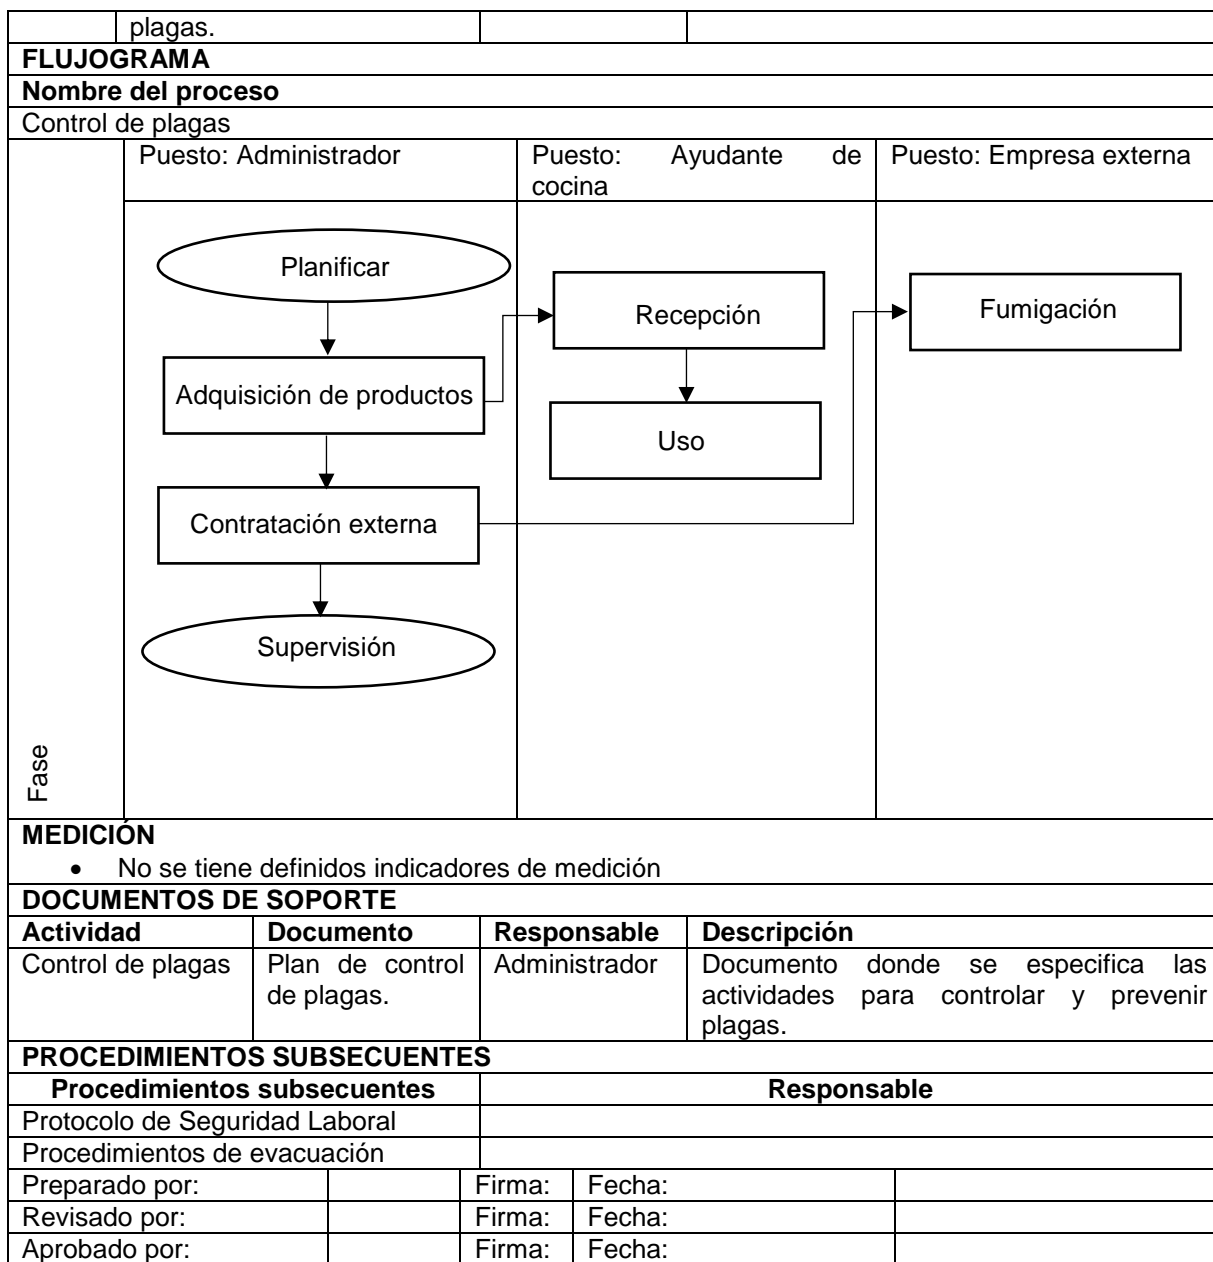 plagas.
FLUJOGRAMA
Nombre del proceso
Control de plagas
Fase
Puesto: Administrador
Puesto: Ayudante de
cocina
Puesto: Empresa externa
Planificar
Adquisición de productos
Contratación externa
Supervisión
Recepción
Uso
Fumigación
MEDICIÓN
• No se tiene definidos indicadores de medición
DOCUMENTOS DE SOPORTE
Actividad Documento Responsable Descripción
Control de plagas Plan de control Administrador Documento donde se especifica las
de plagas. actividades para controlar y prevenir
plagas.
PROCEDIMIENTOS SUBSECUENTES
Procedimientos subsecuentes Responsable
Protocolo de Seguridad Laboral
Procedimientos de evacuación
Preparado por: Firma: Fecha:
Revisado por: Firma: Fecha:
Aprobado por: Firma: Fecha: